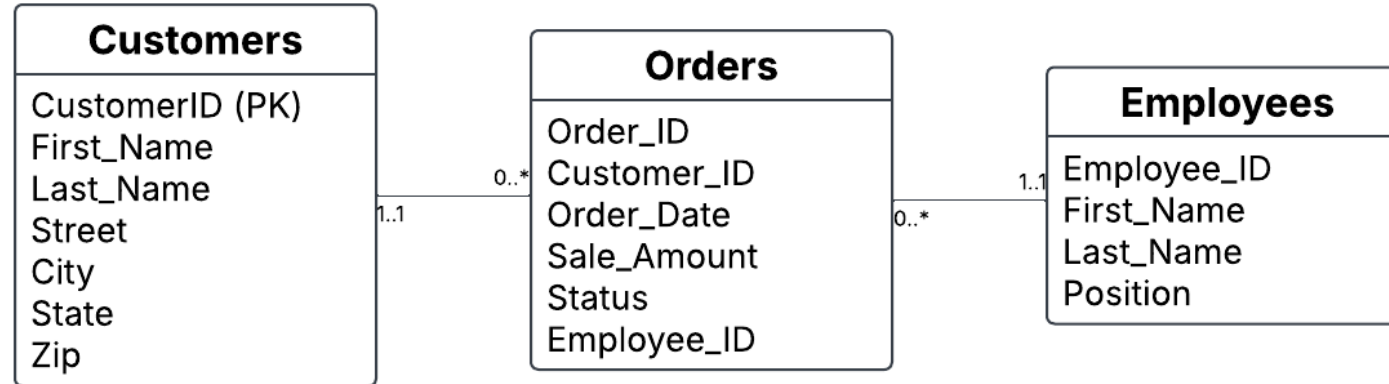 Customers
CustomerID (PK)
First_Name
Last_Name
Street
City
State
Zip
0..*
1..1
Orders
Order_ID
Customer_ID
Order_Date
Sale_Amount
Status
Employee_ID
1..1
0..*
Employees
Employee_ID
First_Name
Last_Name
Position